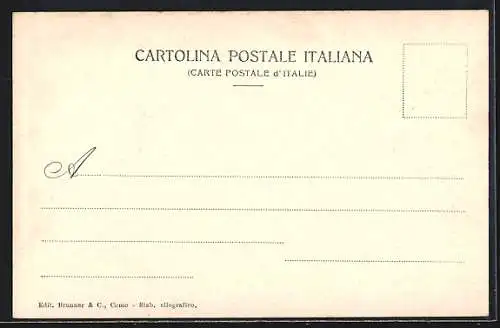 CARTOLINA POSTALE ITALIANA
(CARTE POSTALE d'ITALIE)
A
Edit. Brunner & C., Como - Stab. eliografico.